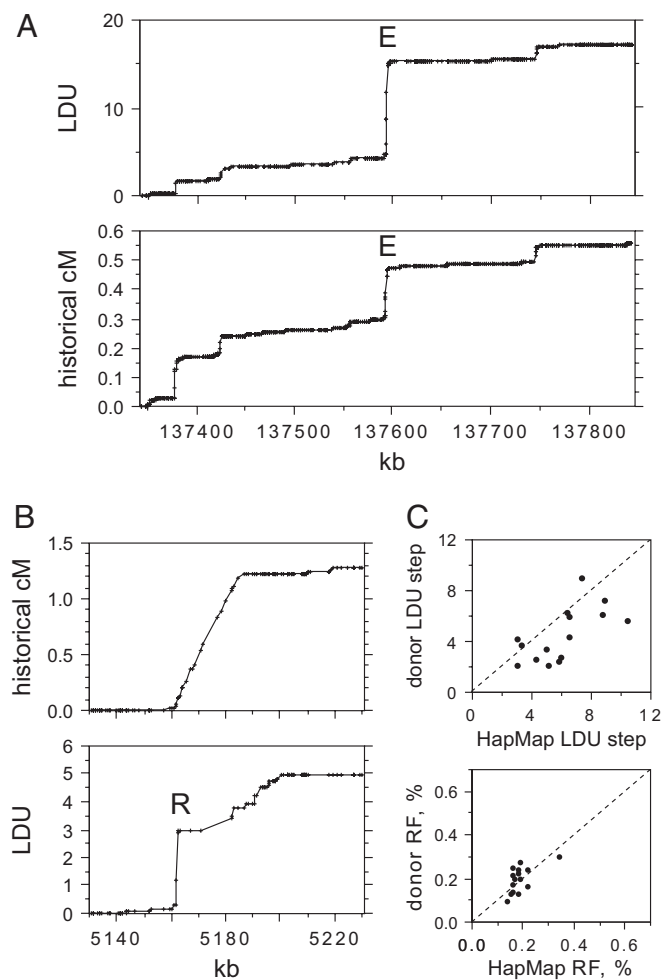 A
20
10
0
LDU
E
0.6
0.5
0.4
0.3
0.2
0.1
0.0
historical cM
E
137400 137500 137600 137700 137800
kb
B
1.5
1.0
0.5
0.0
historical cM
6
5
4
3
2
1
0
LDU
R
5140 5180 5220
kb
C
12
8
4
0
donor LDU step
0 4 8 12
HapMap LDU step
0.6
0.4
0.2
0.0
donor RF, %
0.0 0.2 0.4 0.6
HapMap RF, %